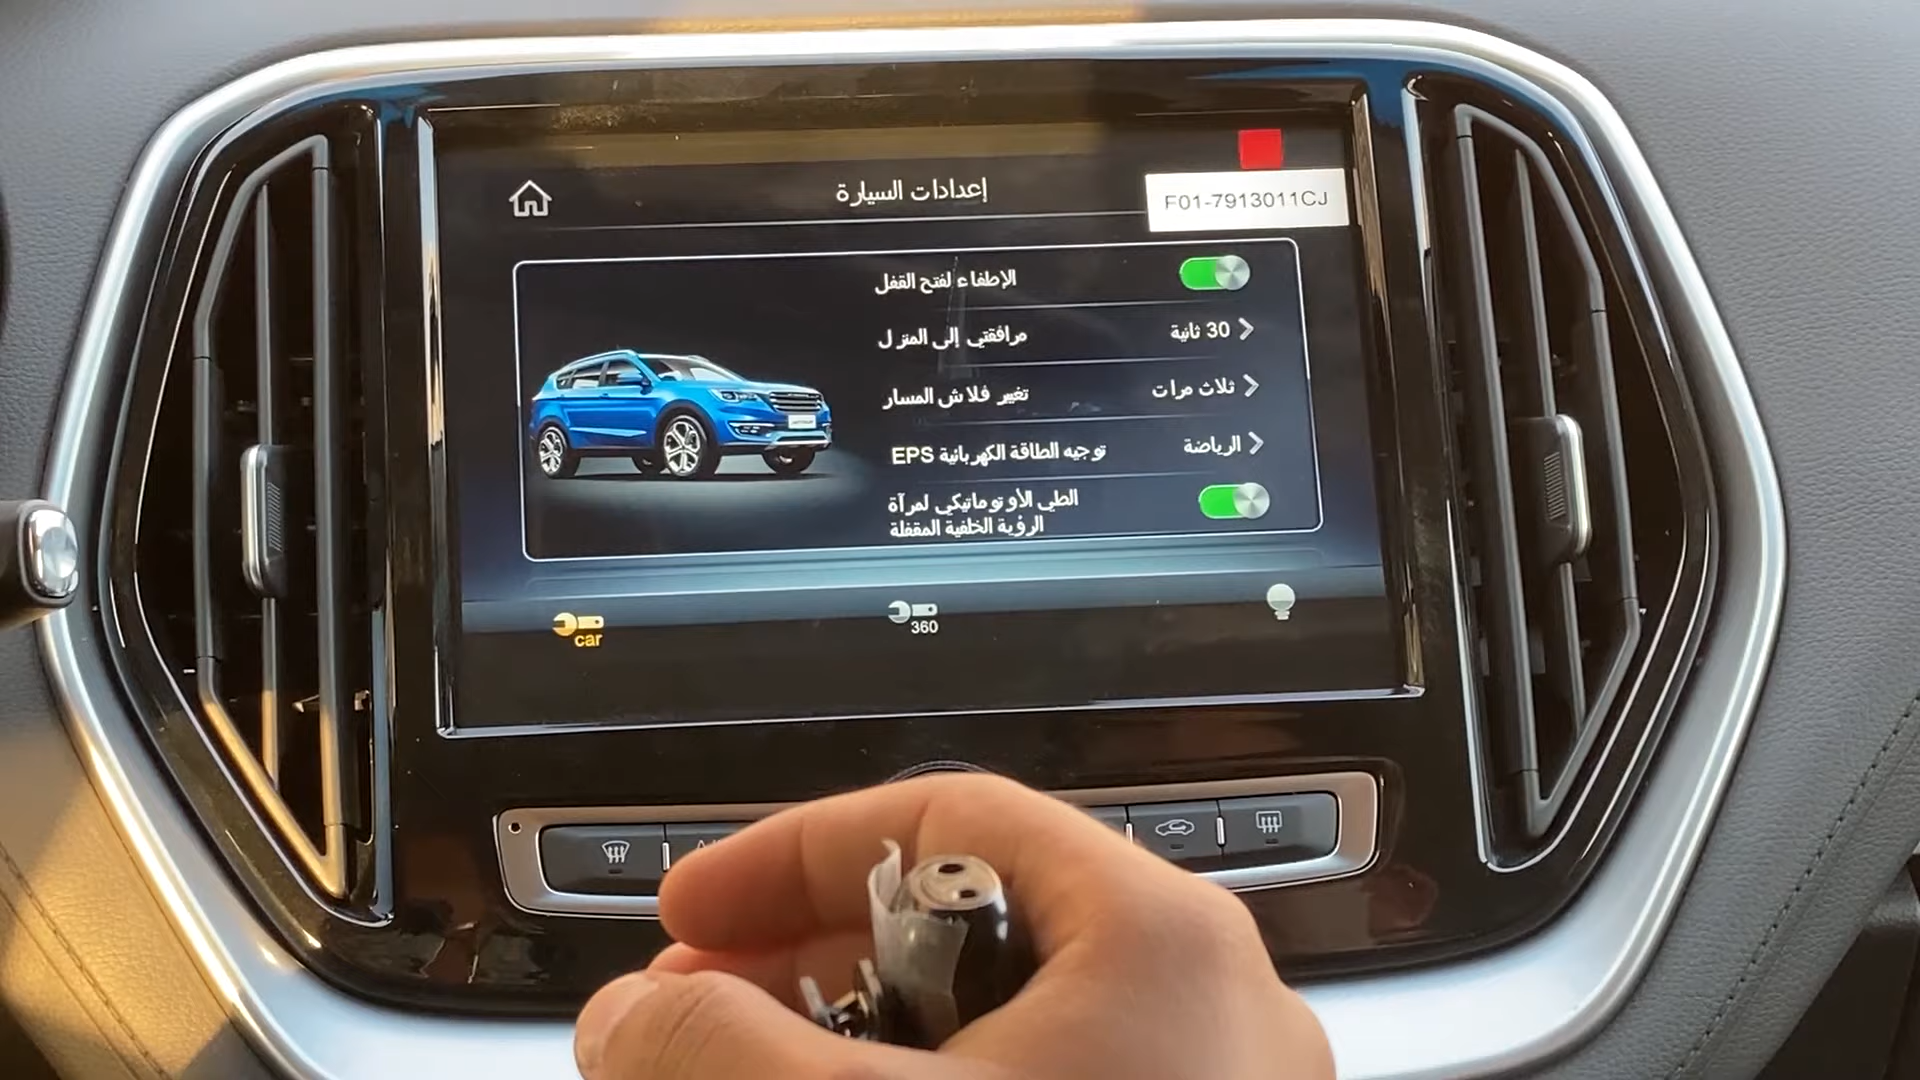 إعدادات السيارة
F01-7913011CJ
الإطفاء لفتح القفل
مرافقتي إلى المنزل
30 ثانية
تغيير فلاش المسار
ثلاث مرات
توجيه الطاقة الكهربائية EPS
الرياضة
الطي الأوتوماتيكي لمرآة
الرؤية الخلفية المقفلة
car
360